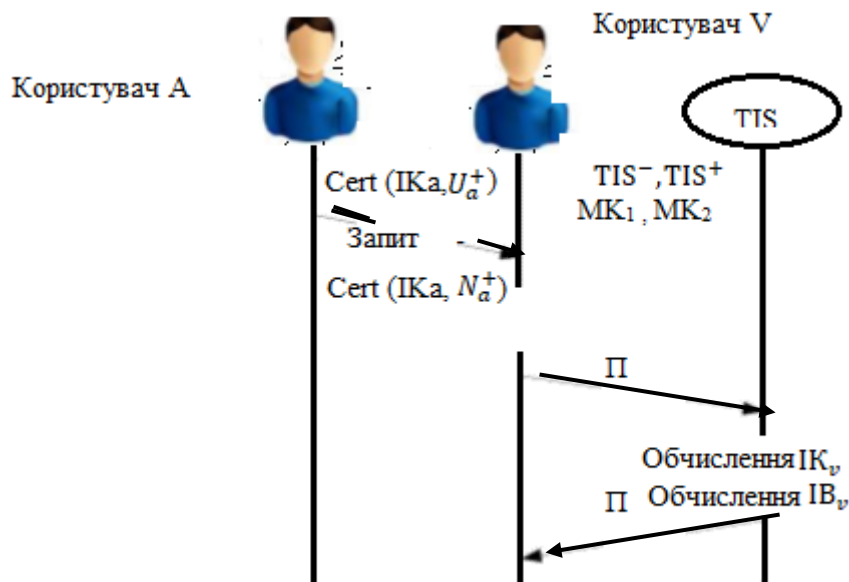 Користувач V
Користувач А
TIS
Cert (IKa, U_a^+)
TIS⁻, TIS⁺
MK₁ , MK₂
Запит
Cert (IKa, N_a^+)
П
Обчислення IK_v
П Обчислення IB_v